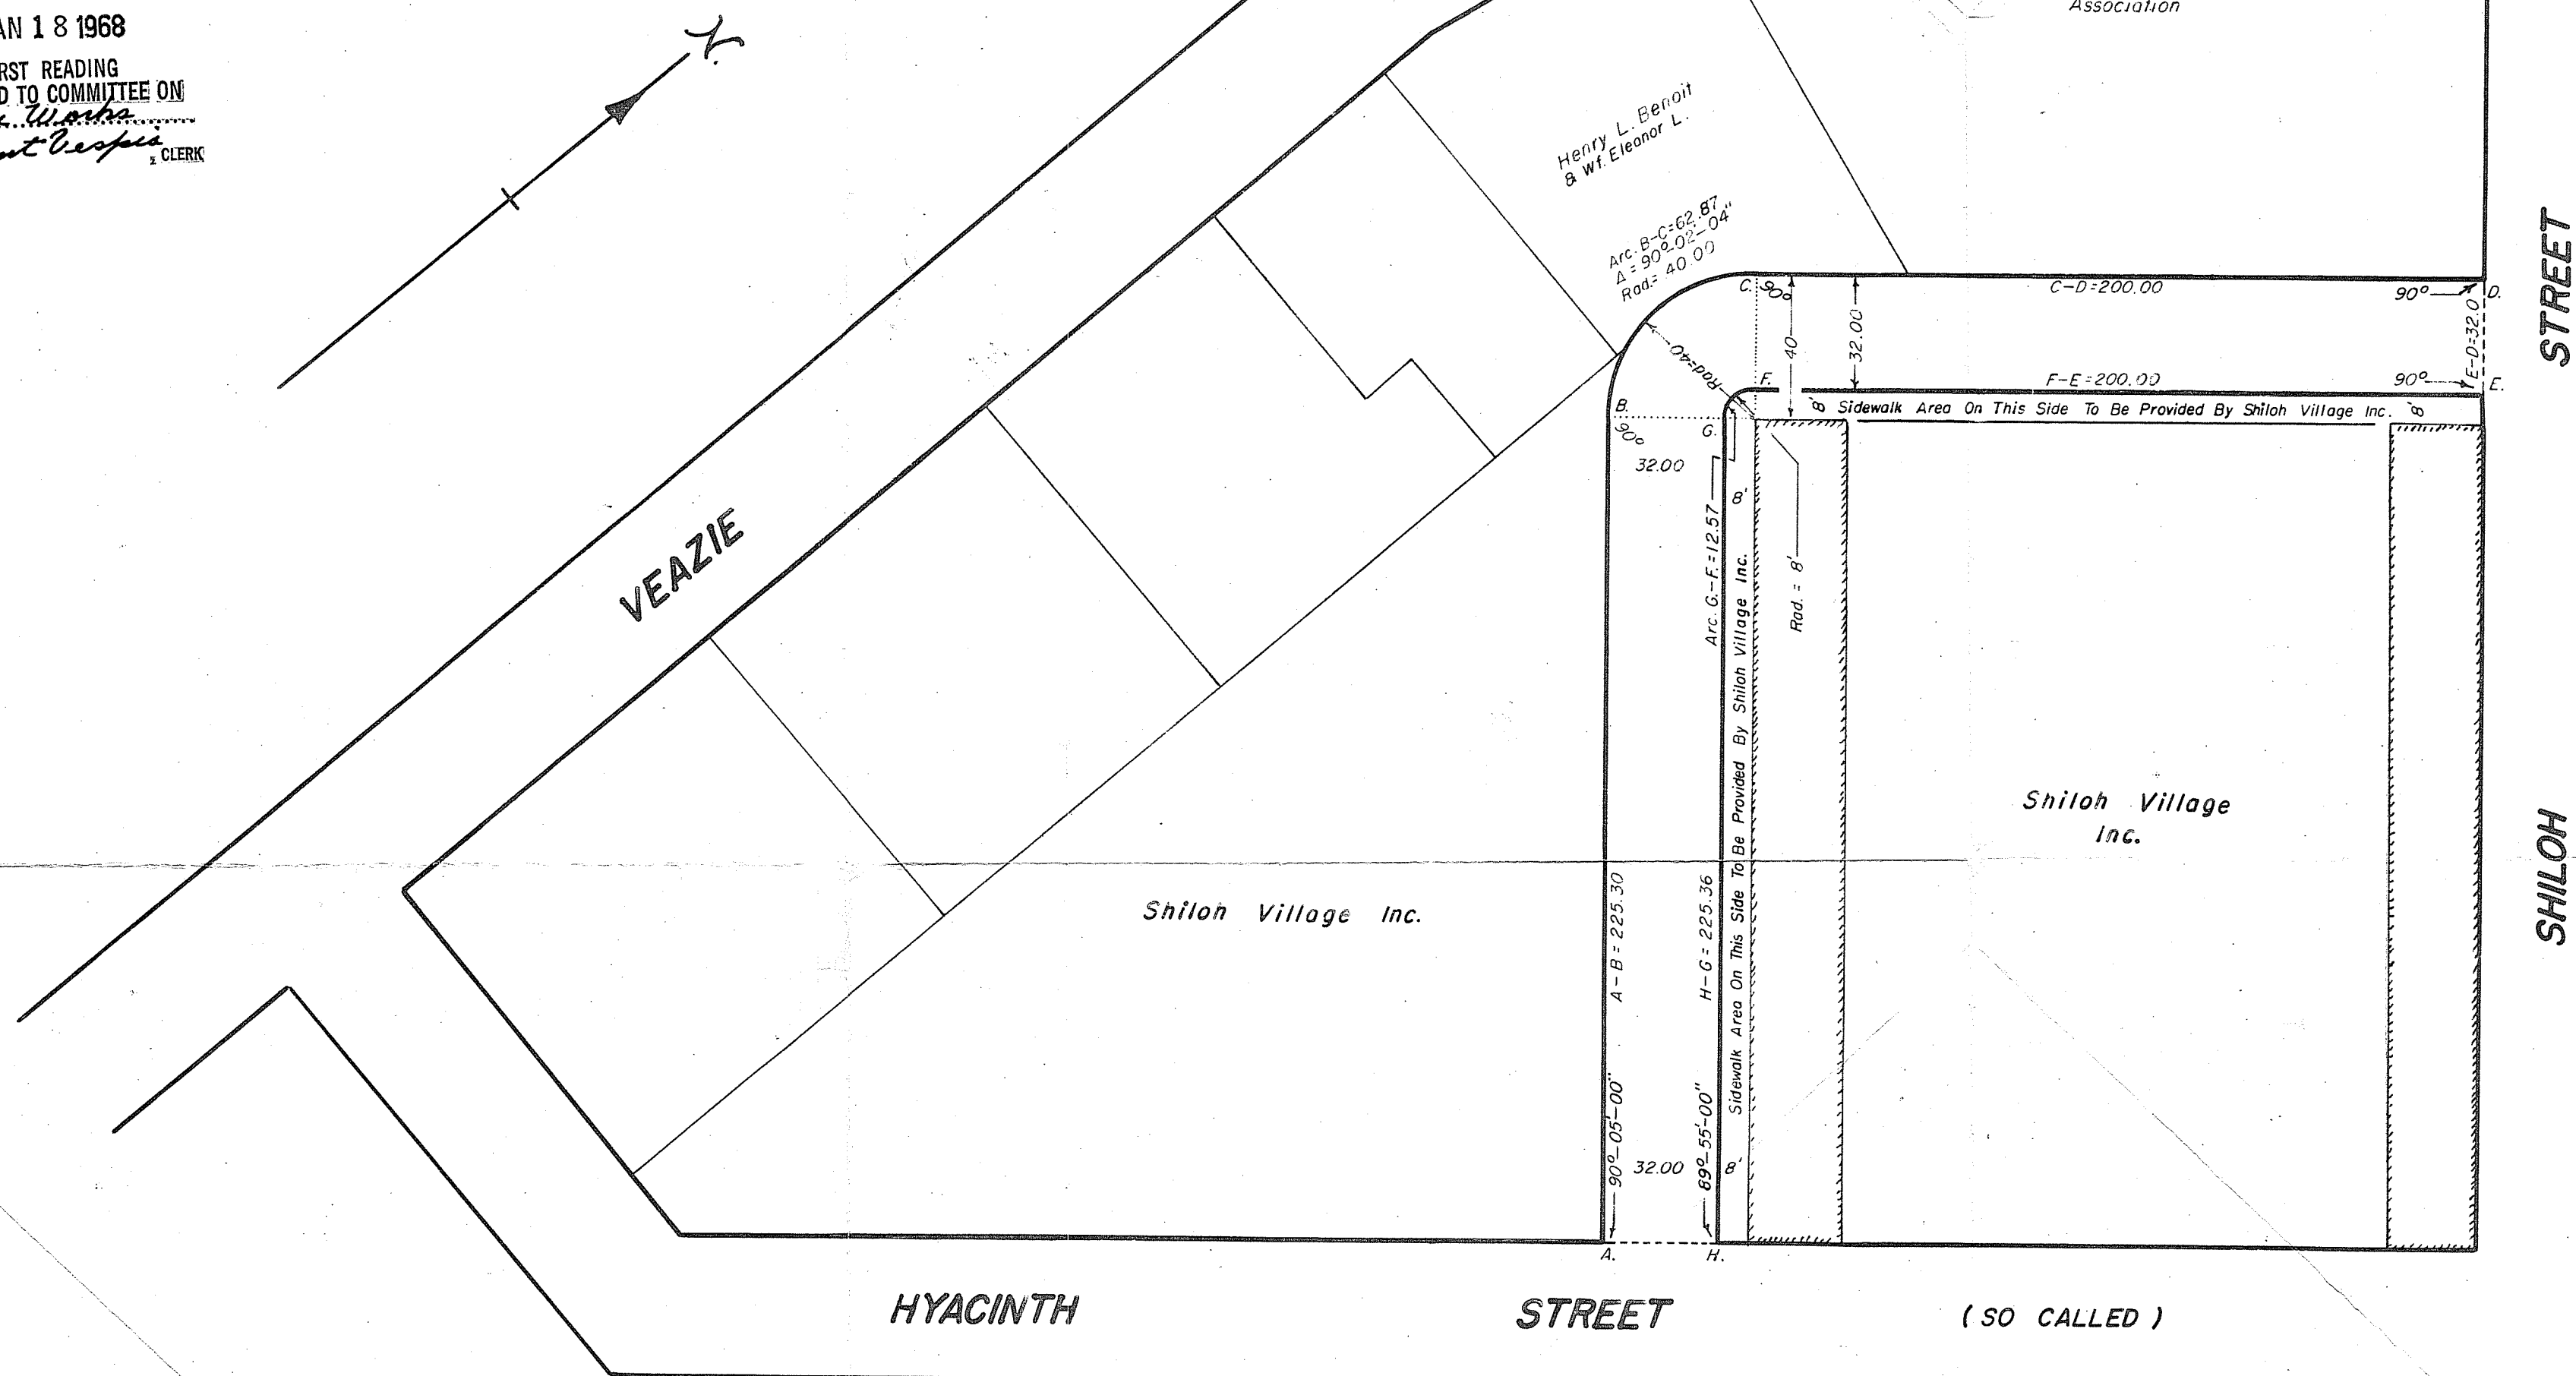 AN 18 1968
RST READING
D TO COMMITTEE ON
Works
Vespia
, CLERK
Association
Henry L. Benoit
& Wf. Eleanor L.
Arc. B-C=62.87
Δ = 90°-02'-04"
Rad.= 40.00
C.
90°
C-D=200.00
90°
D.
E-D=32.0
STREET
Rad=40
40
32.00
F.
F-E=200.00
90°
E.
8' Sidewalk Area On This Side To Be Provided By Shiloh Village Inc. 8'
B.
90°
G.
32.00
8'
Arc. G.-F.=12.57
Rad. = 8'
VEAZIE
Sidewalk Area On This Side To Be Provided By Shiloh Village Inc.
Shiloh Village
Inc.
SHILOH
Shiloh Village Inc.
A-B = 225.30
H-G = 225.36
90°-05'-00"
32.00
89°-55'-00"
8'
A.
H.
HYACINTH STREET (SO CALLED)